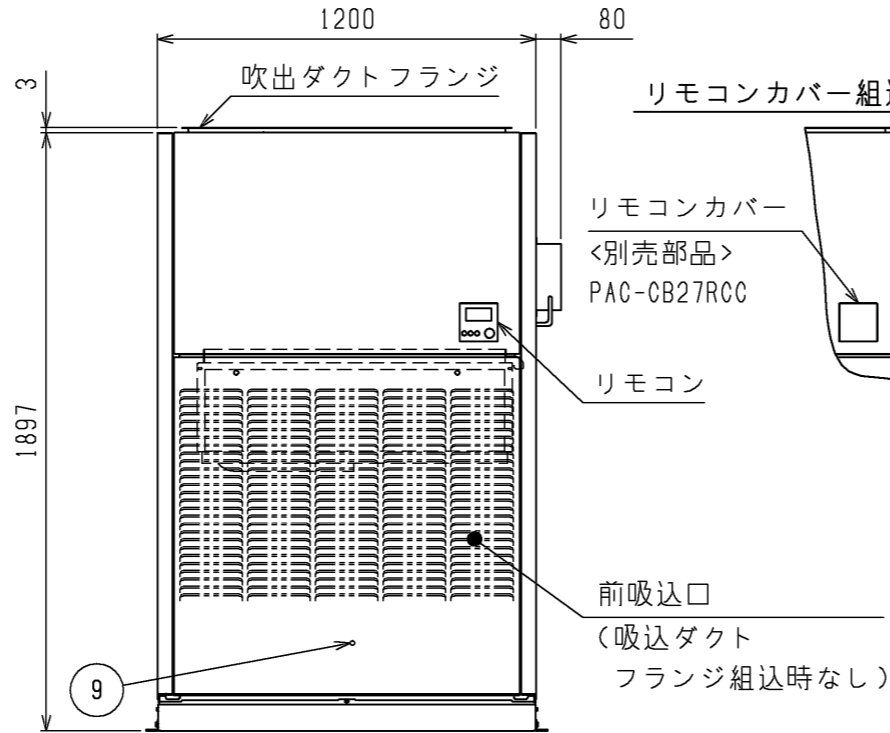 1200
80
3
吹出ダクトフランジ
リモコンカバー組込
リモコンカバー
<別売部品>
PAC-CB27RCC
リモコン
1897
前吸込口
(吸込ダクト
フランジ組込時なし)
9